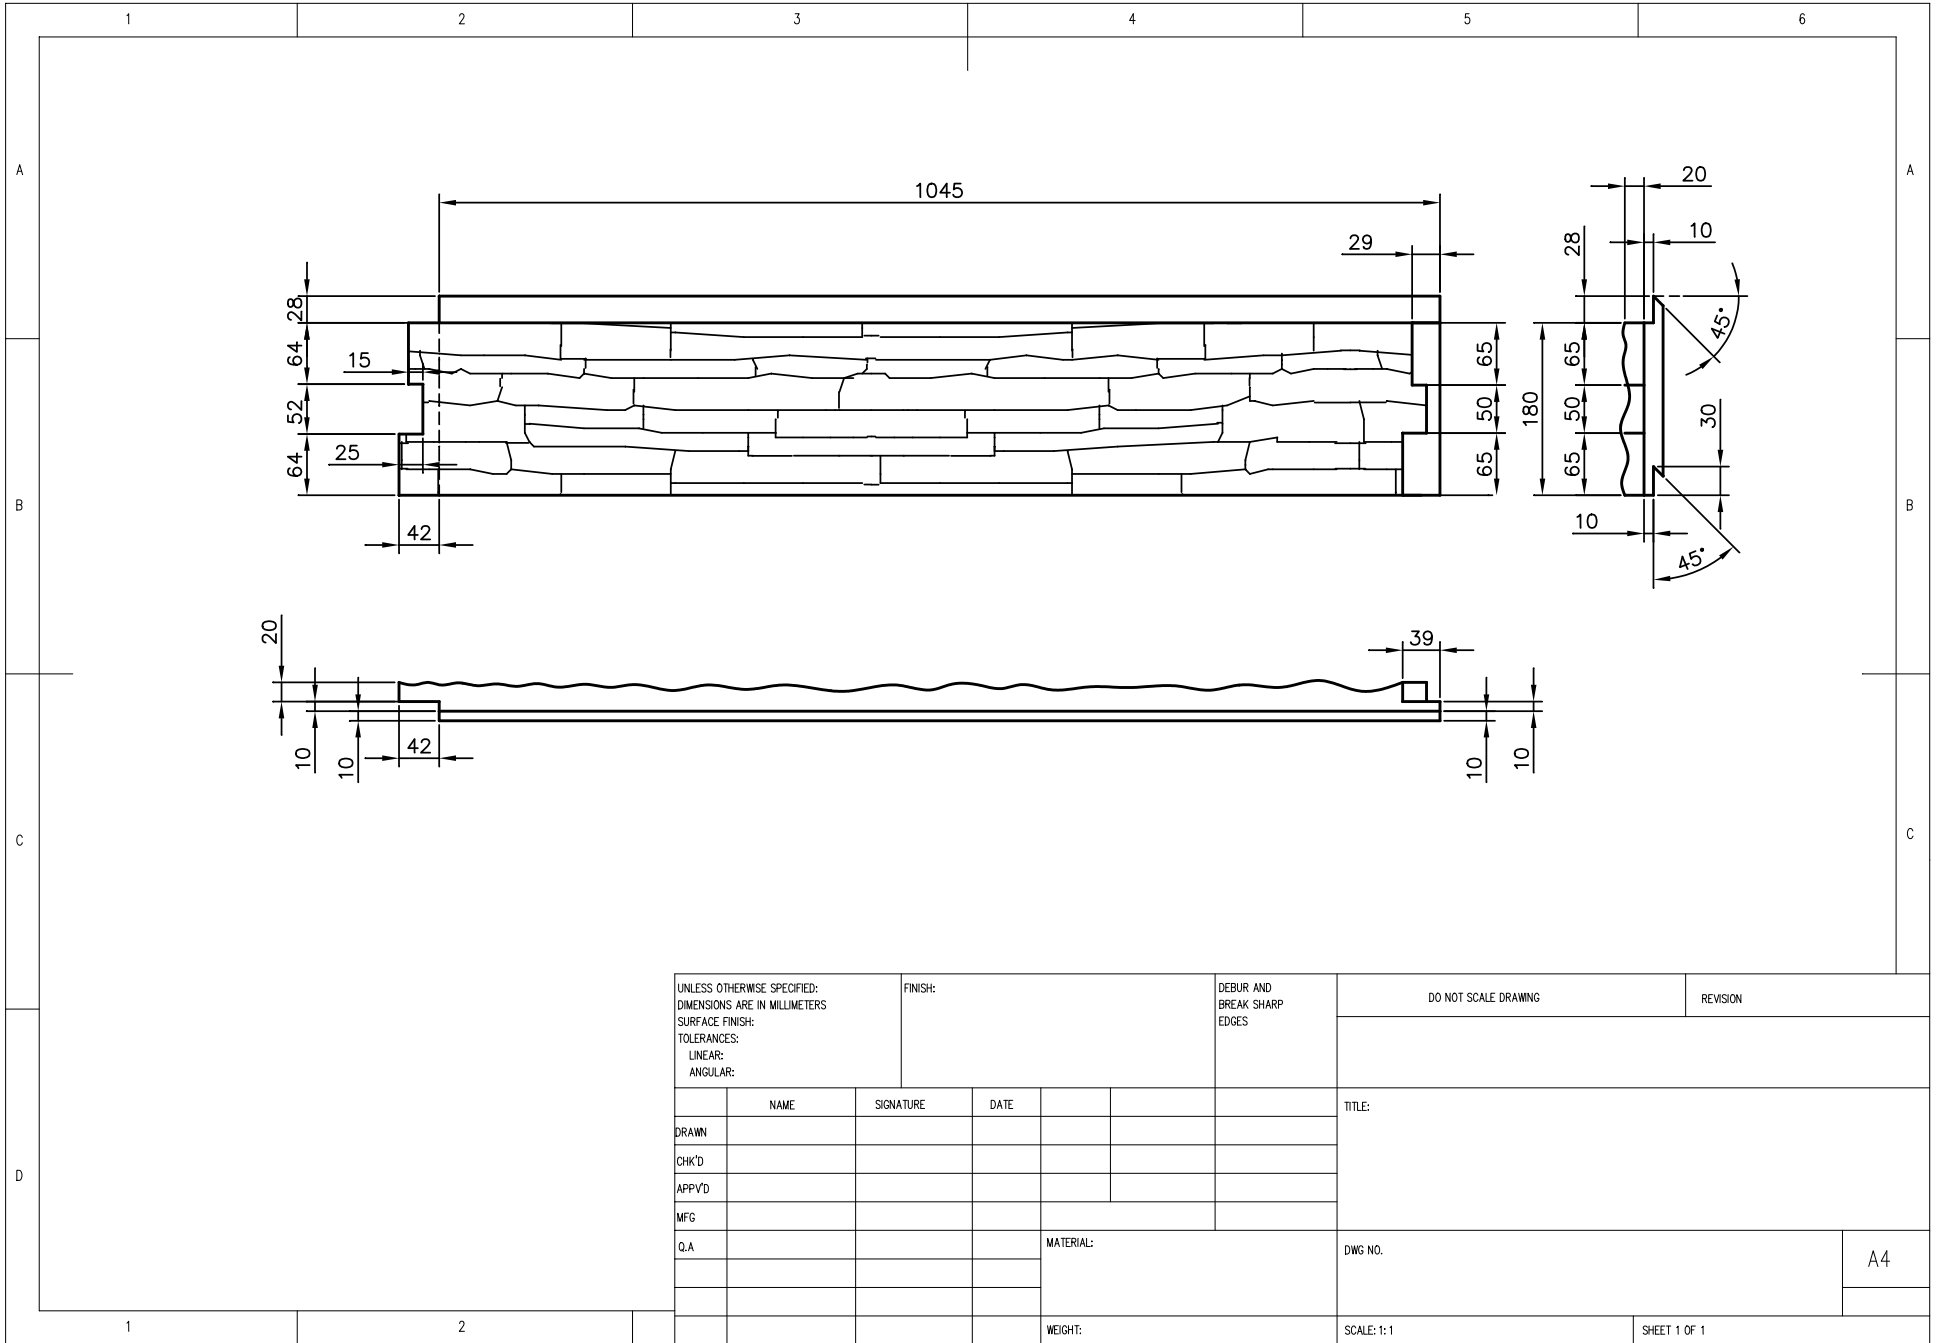 1 2 3 4 5 6
A A
B B
C C
D
1045
29
28
64
15
52
64
25
42
65
50
65
180
20
10
28
65
50
65
45°
30
10
45°
20
10
10
42
39
10
10
UNLESS OTHERWISE SPECIFIED:
DIMENSIONS ARE IN MILLIMETERS
SURFACE FINISH:
TOLERANCES:
LINEAR:
ANGULAR:
FINISH:
DEBUR AND
BREAK SHARP
EDGES
DO NOT SCALE DRAWING
REVISION
NAME SIGNATURE DATE
TITLE:
DRAWN
CHK'D
APPV'D
MFG
Q.A
MATERIAL:
DWG NO.
A4
WEIGHT:
SCALE: 1:1
SHEET 1 OF 1
1 2